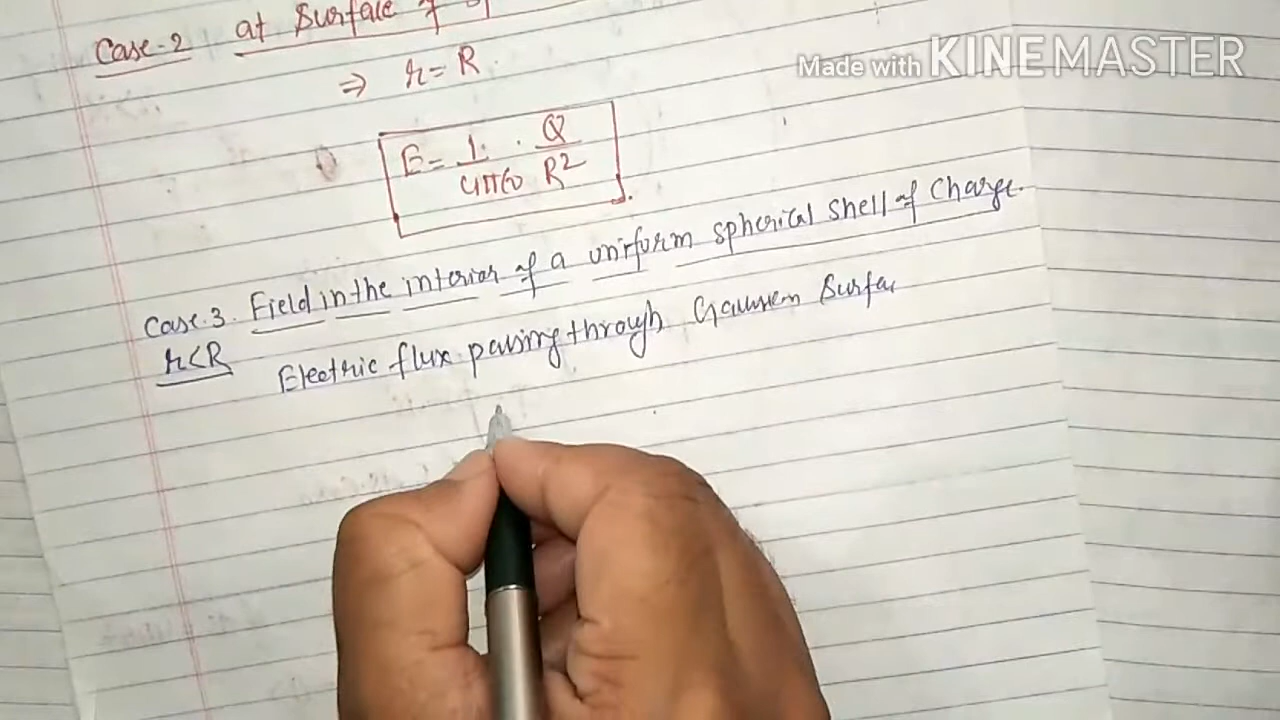 Made with KINEMASTER
Case-2 at Surface of
⇒ r = R
E = 1/4πϵ0 · Q/R²
Case.3. Field in the interior of a uniform spherical shell of Charge.
r<R Electric flux passing through Gaussian Surfac